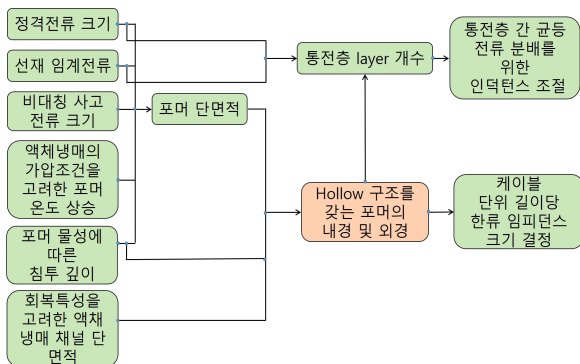 정격전류 크기
선재 임계전류
비대칭 사고
전류 크기
액체냉매의
가압조건을
고려한 포머
온도 상승
포머 물성에
따른
침투 깊이
회복특성을
고려한 액채
냉매 채널 단
면적
포머 단면적
통전층 layer 개수
Hollow 구조를
갖는 포머의
내경 및 외경
통전층 간 균등
전류 분배를
위한
인덕턴스 조절
케이블
단위 길이당
한류 임피던스
크기 결정